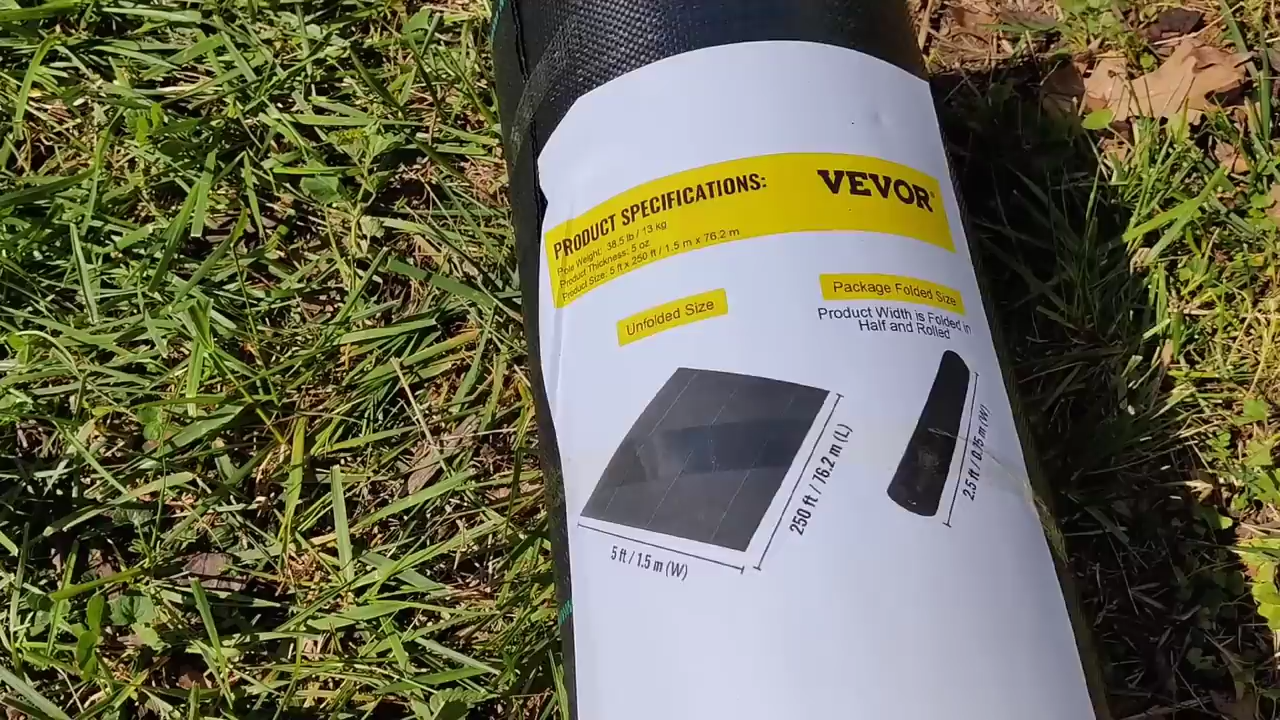 PRODUCT SPECIFICATIONS:
VEVOR®
Pole Weight: 38.5 lb / 13 kg
Product Thickness: 5 oz
Product Size: 5 ft x 250 ft / 1.5 m x 76.2 m
Unfolded Size
Package Folded Size
Product Width is Folded in
Half and Rolled
5 ft / 1.5 m (W)
250 ft / 76.2 m (L)
2.5 ft / 0.75 m (W)